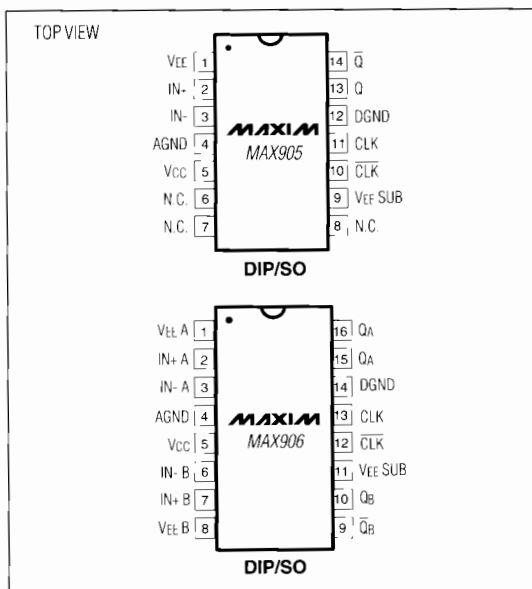 TOP VIEW
VEE 1
IN+ 2
IN- 3
AGND 4
VCC 5
N.C. 6
N.C. 7
MAXIM
MAX905
14 Q̅
13 Q
12 DGND
11 CLK
10 C̅L̅K̅
9 VEE SUB
8 N.C.
DIP/SO
VEE A 1
IN+ A 2
IN- A 3
AGND 4
VCC 5
IN- B 6
IN+ B 7
VEE B 8
MAXIM
MAX906
16 QA
15 QA
14 DGND
13 CLK
12 C̅L̅K̅
11 VEE SUB
10 QB
9 Q̅B
DIP/SO